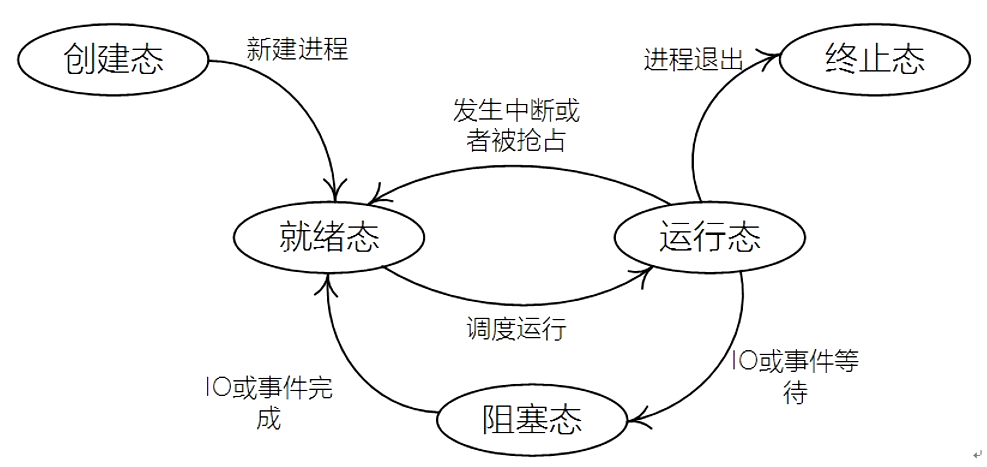 创建态
新建进程
进程退出
终止态
发生中断或
者被抢占
就绪态
运行态
调度运行
IO或事件完
成
IO或事件等
待
阻塞态